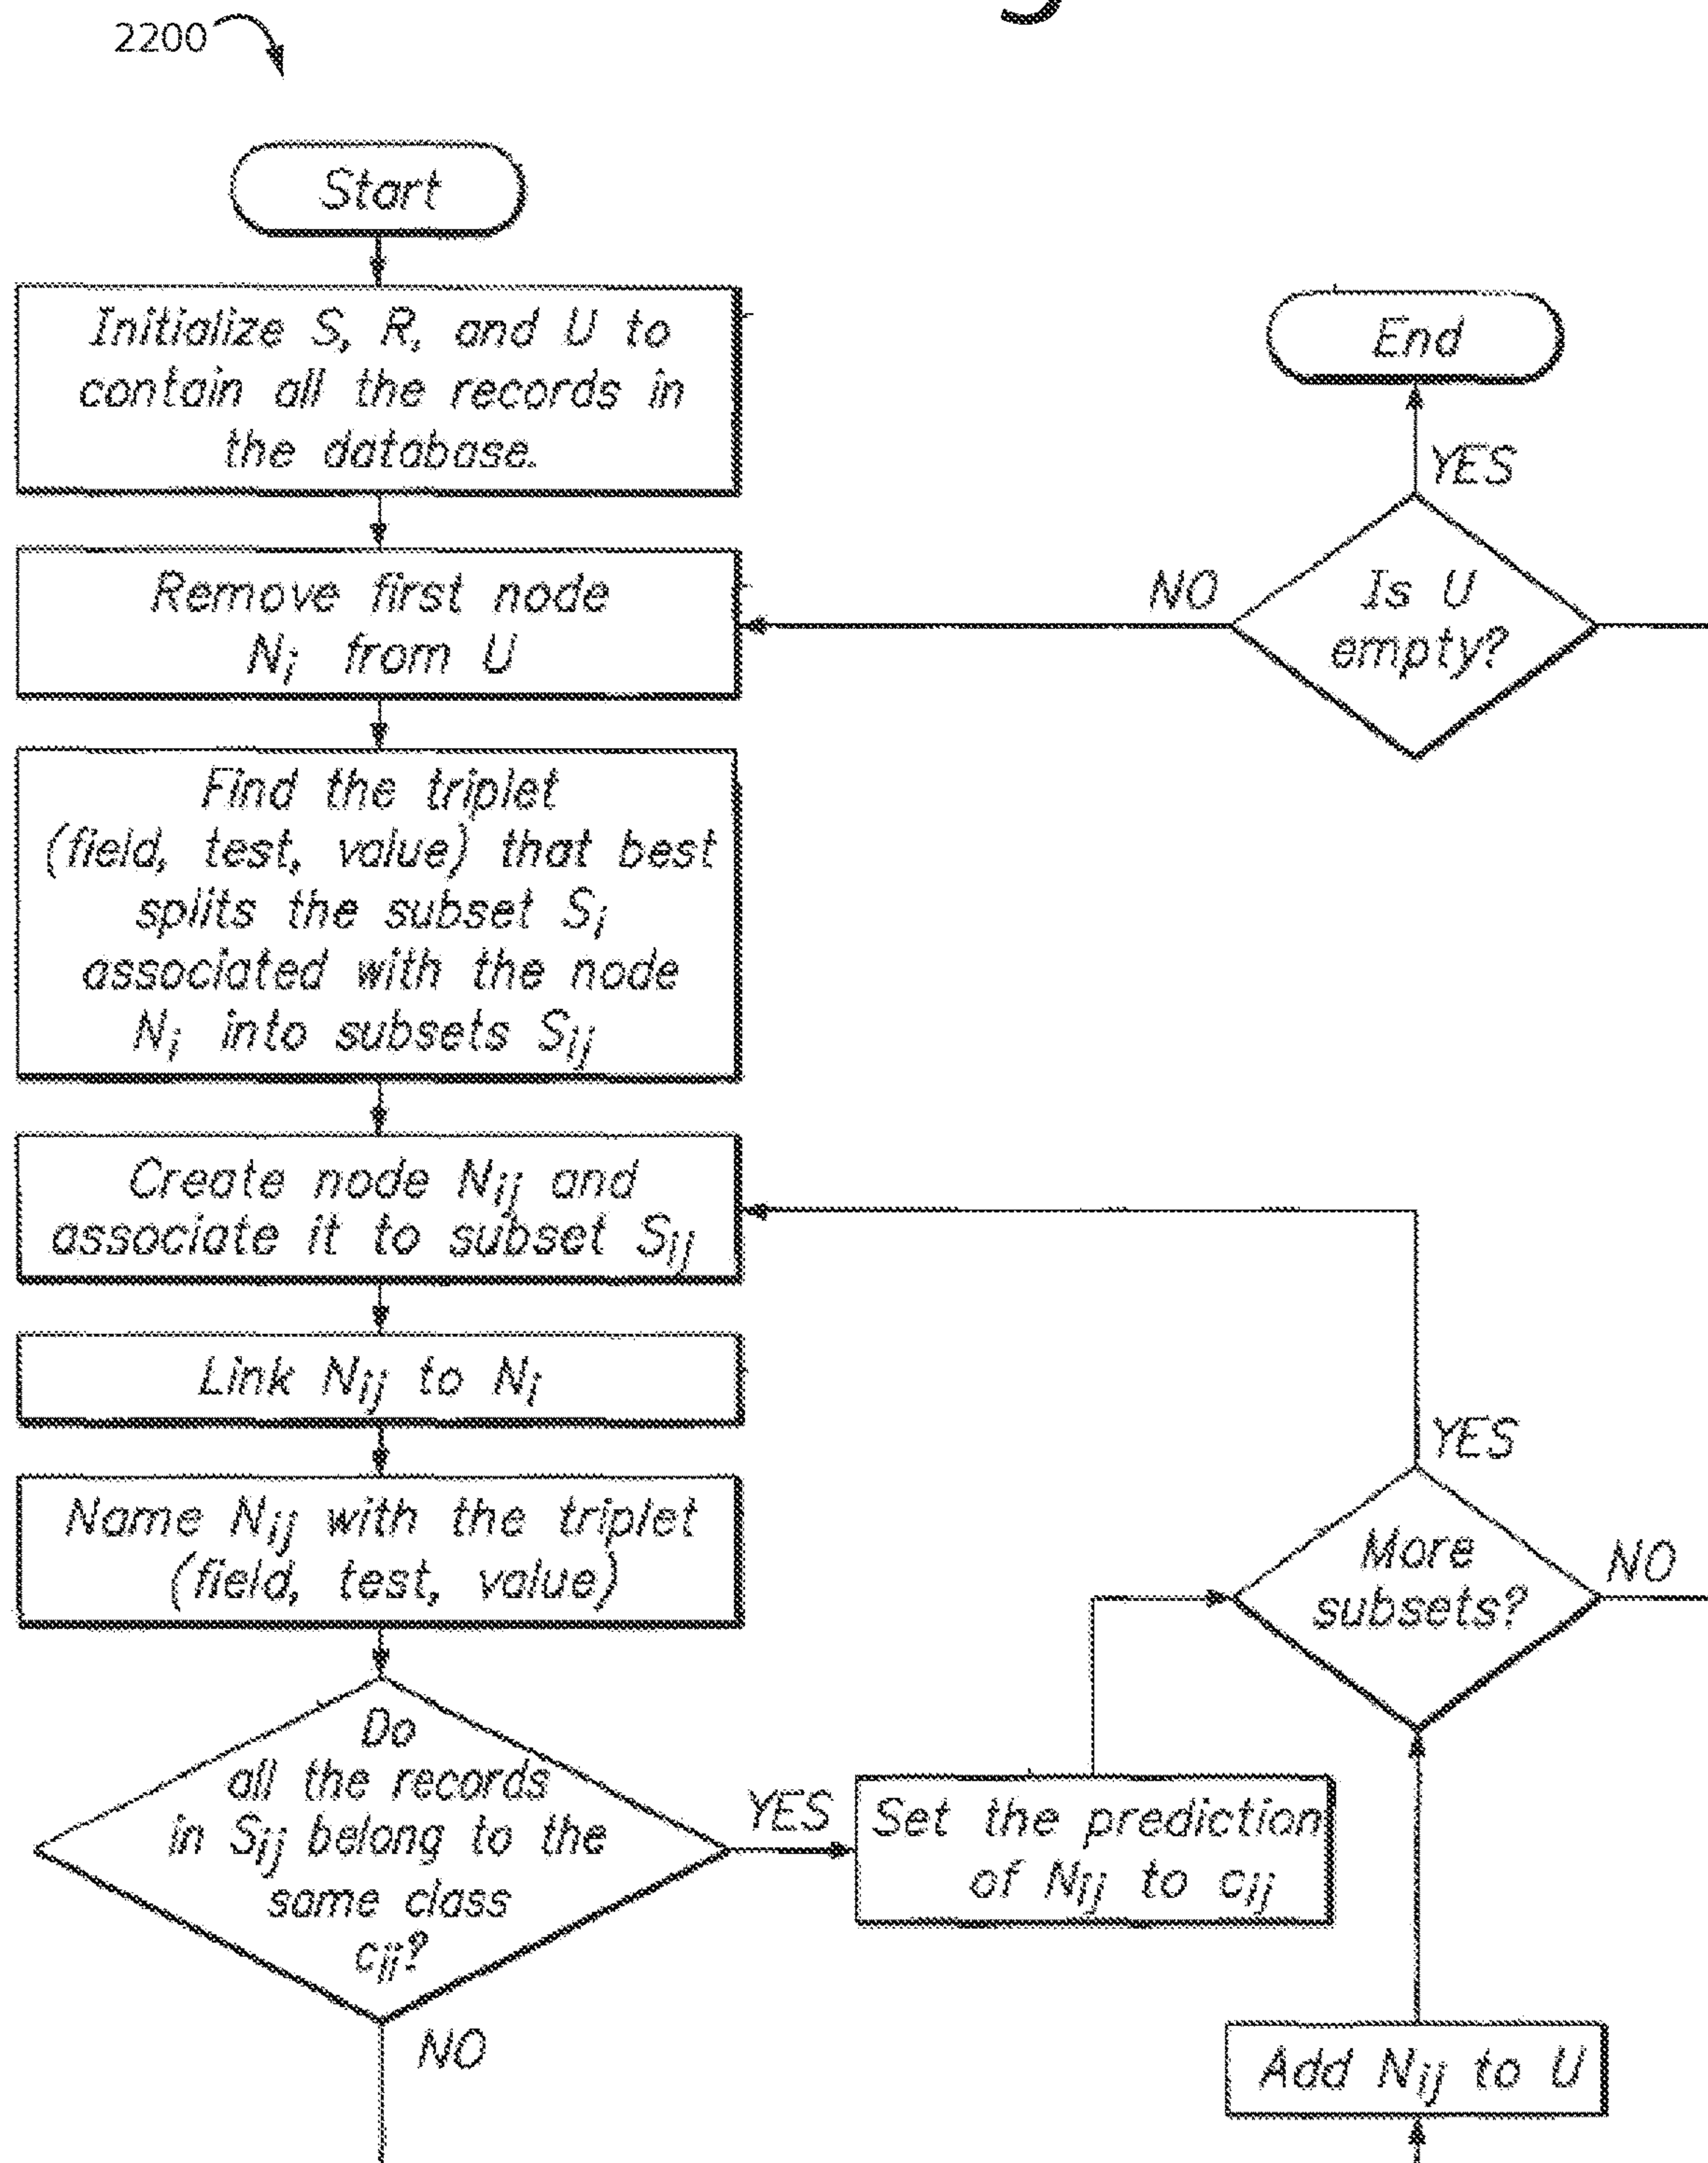 2200
Start
Initialize S, R, and U to
contain all the records in
the database.
Remove first node
Ni from U
Find the triplet
(field, test, value) that best
splits the subset Si
associated with the node
Ni into subsets Sij
Create node Nij and
associate it to subset Sij
Link Nij to Ni
Name Nij with the triplet
(field, test, value)
Do
all the records
in Sij belong to the
same class
cij?
NO
YES
Set the prediction
of Nij to cij
Add Nij to U
More
subsets?
YES
NO
Is U
empty?
NO
YES
End